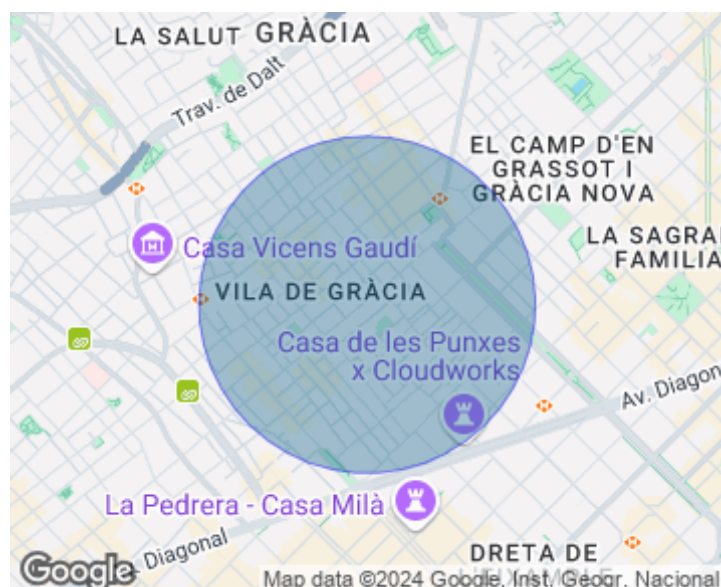 LA SALUT
GRÀCIA
Trav. de Dalt
EL CAMP D'EN
GRASSOT I
GRÀCIA NOVA
Casa Vicens Gaudí
LA SAGRA
FAMILIA
VILA DE GRÀCIA
Casa de les Punxes
x Cloudworks
Av. Diagon
La Pedrera - Casa Milà
Diagonal
DRETA DE
L'EIXAMPLE
Google
Map data ©2024 Google, Inst. Geogr. Nacional